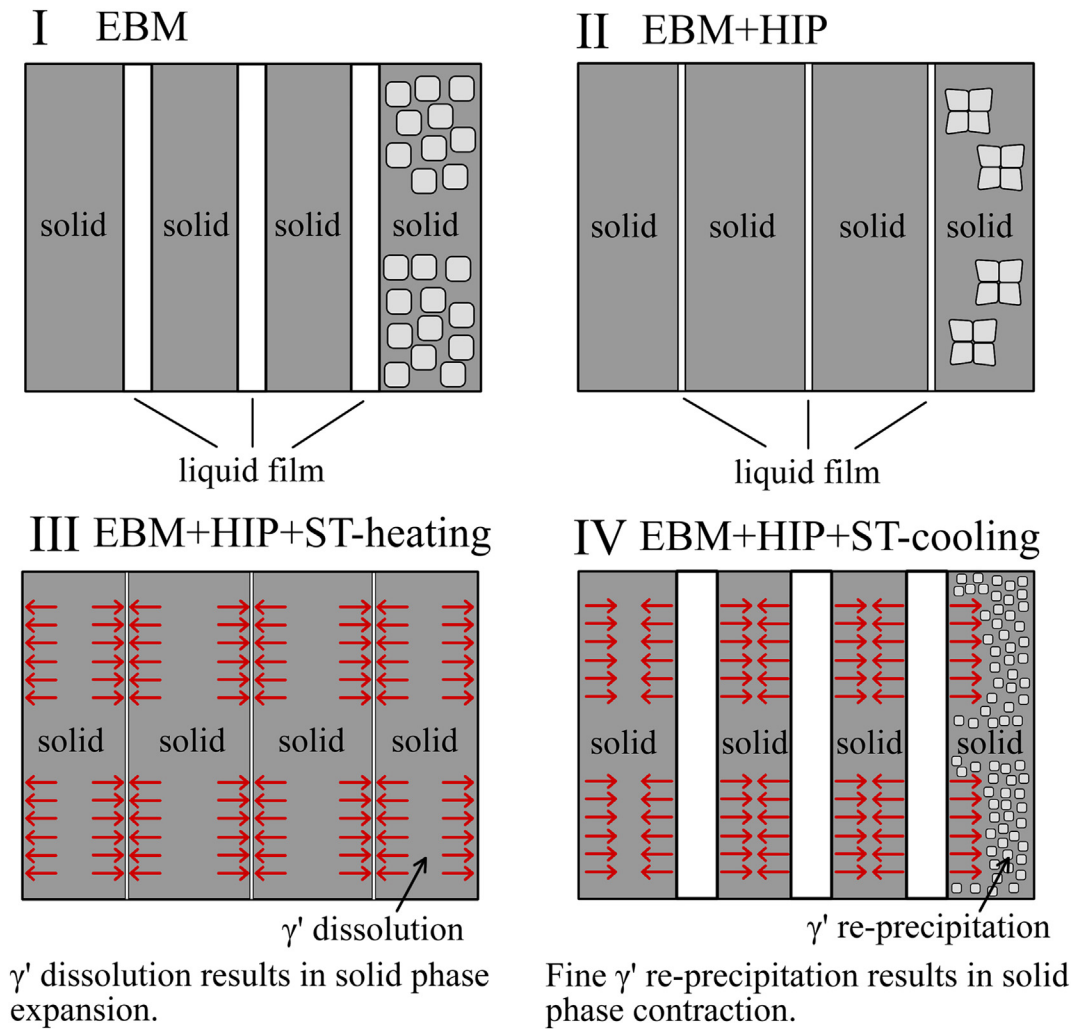 I EBM
II EBM+HIP
solid solid solid solid
solid solid solid solid
liquid film
liquid film
III EBM+HIP+ST-heating
IV EBM+HIP+ST-cooling
solid solid solid solid
solid solid solid solid
γ' dissolution
γ' re-precipitation
γ' dissolution results in solid phase
expansion.
Fine γ' re-precipitation results in solid
phase contraction.